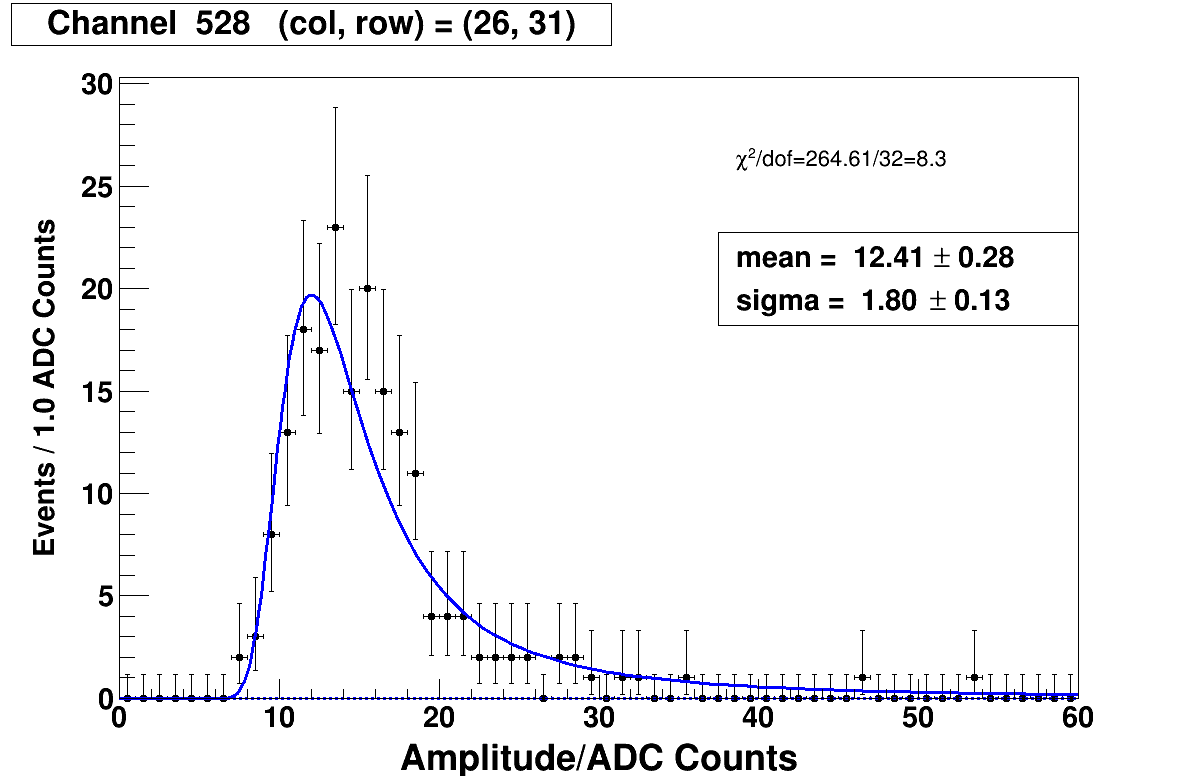 Channel 528 (col, row) = (26, 31)
30
25
20
15
10
5
0
Events / 1.0 ADC Counts
χ²/dof=264.61/32=8.3
mean = 12.41 ± 0.28
sigma = 1.80 ± 0.13
0 10 20 30 40 50 60
Amplitude/ADC Counts